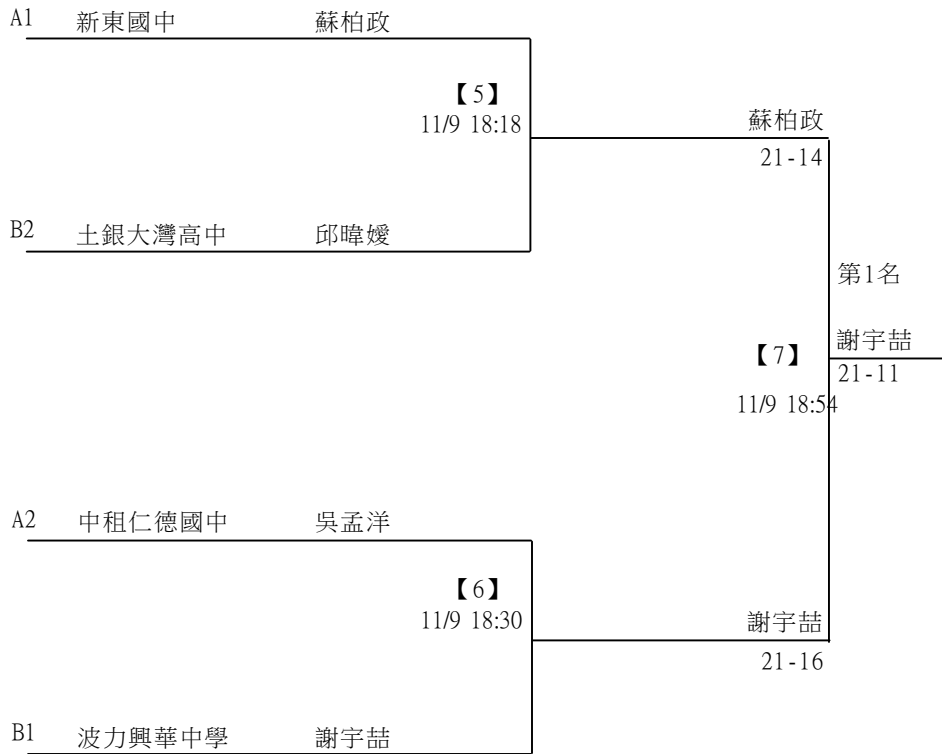 A1 新東國中 蘇柏政
【5】
11/9 18:18
蘇柏政
21-14
B2 土銀大灣高中 邱暐嬡
第1名
謝宇喆
【7】
21-11
11/9 18:54
A2 中租仁德國中 吳孟洋
【6】
11/9 18:30
謝宇喆
21-16
B1 波力興華中學 謝宇喆